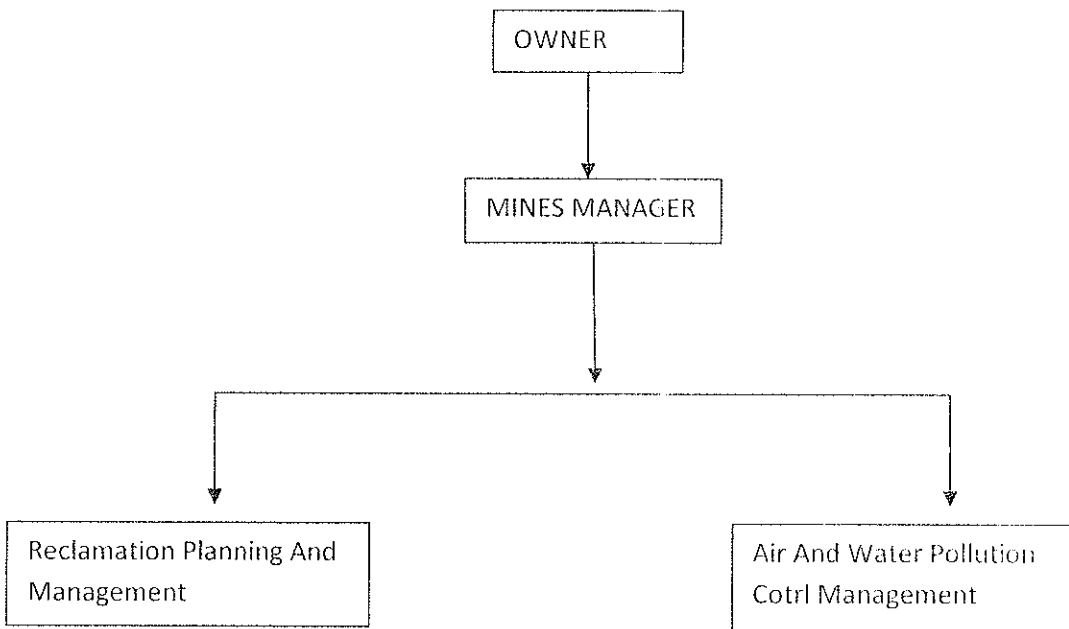 OWNER
MINES MANAGER
Reclamation Planning And
Management
Air And Water Pollution
Cotrl Management